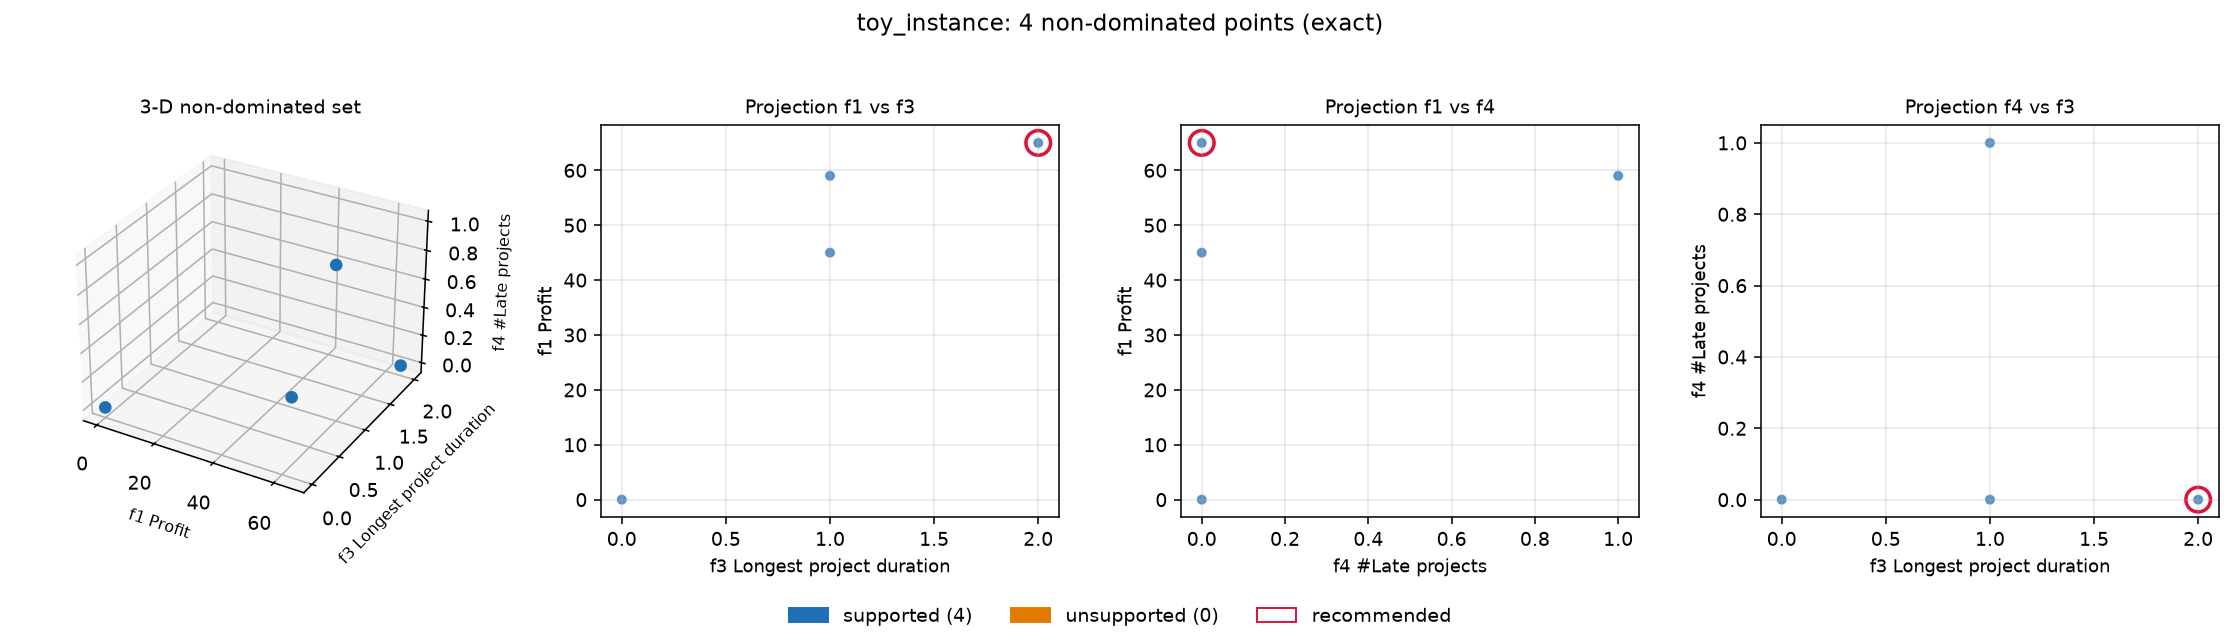 toy_instance: 4 non-dominated points (exact)
3-D non-dominated set
1.0
0.8
0.6
0.4
0.2
0.0
f4 #Late projects
2.0
1.5
1.0
0.5
0.0
f3 Longest project duration
0
20
40
60
f1 Profit
Projection f1 vs f3
60
50
40
30
20
10
0
f1 Profit
0.0 0.5 1.0 1.5 2.0
f3 Longest project duration
Projection f1 vs f4
60
50
40
30
20
10
0
f1 Profit
0.0 0.2 0.4 0.6 0.8 1.0
f4 #Late projects
Projection f4 vs f3
1.0
0.8
0.6
0.4
0.2
0.0
f4 #Late projects
0.0 0.5 1.0 1.5 2.0
f3 Longest project duration
supported (4) unsupported (0) recommended